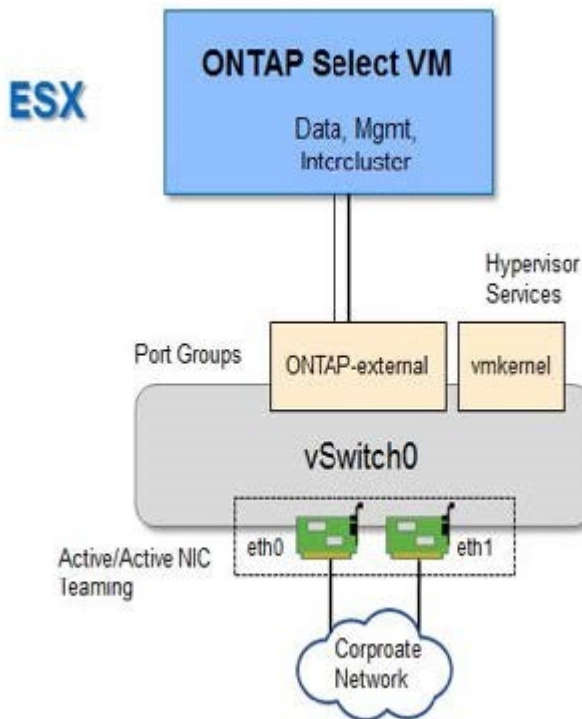 ONTAP Select VM
ESX
Data, Mgmt,
Intercluster
Hypervisor
Services
Port Groups
ONTAP-external
vmkernel
vSwitch0
eth0
eth1
Active/Active NIC
Teaming
Corproate
Network